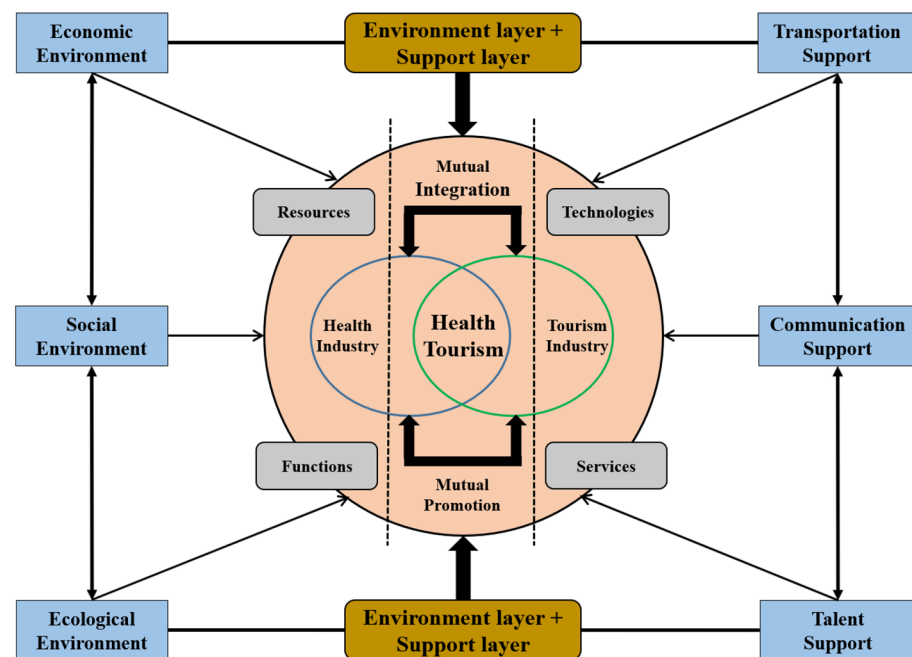 Economic
Environment
Environment layer +
Support layer
Transportation
Support
Mutual
Integration
Resources
Technologies
Social
Environment
Health
Industry
Health
Tourism
Tourism
Industry
Communication
Support
Functions
Services
Mutual
Promotion
Ecological
Environment
Environment layer +
Support layer
Talent
Support